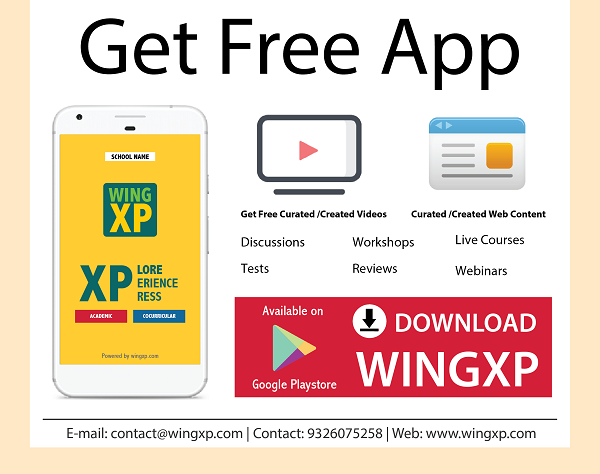 Get Free App
SCHOOL NAME
WING
XP
XP LORE
ERIENCE
RESS
ACADEMIC COCURRICULAR
Powered by wingxp.com
Get Free Curated /Created Videos Curated /Created Web Content
Discussions Workshops Live Courses
Tests Reviews Webinars
Available on
Google Playstore
DOWNLOAD
WINGXP
E-mail: contact@wingxp.com | Contact: 9326075258 | Web: www.wingxp.com